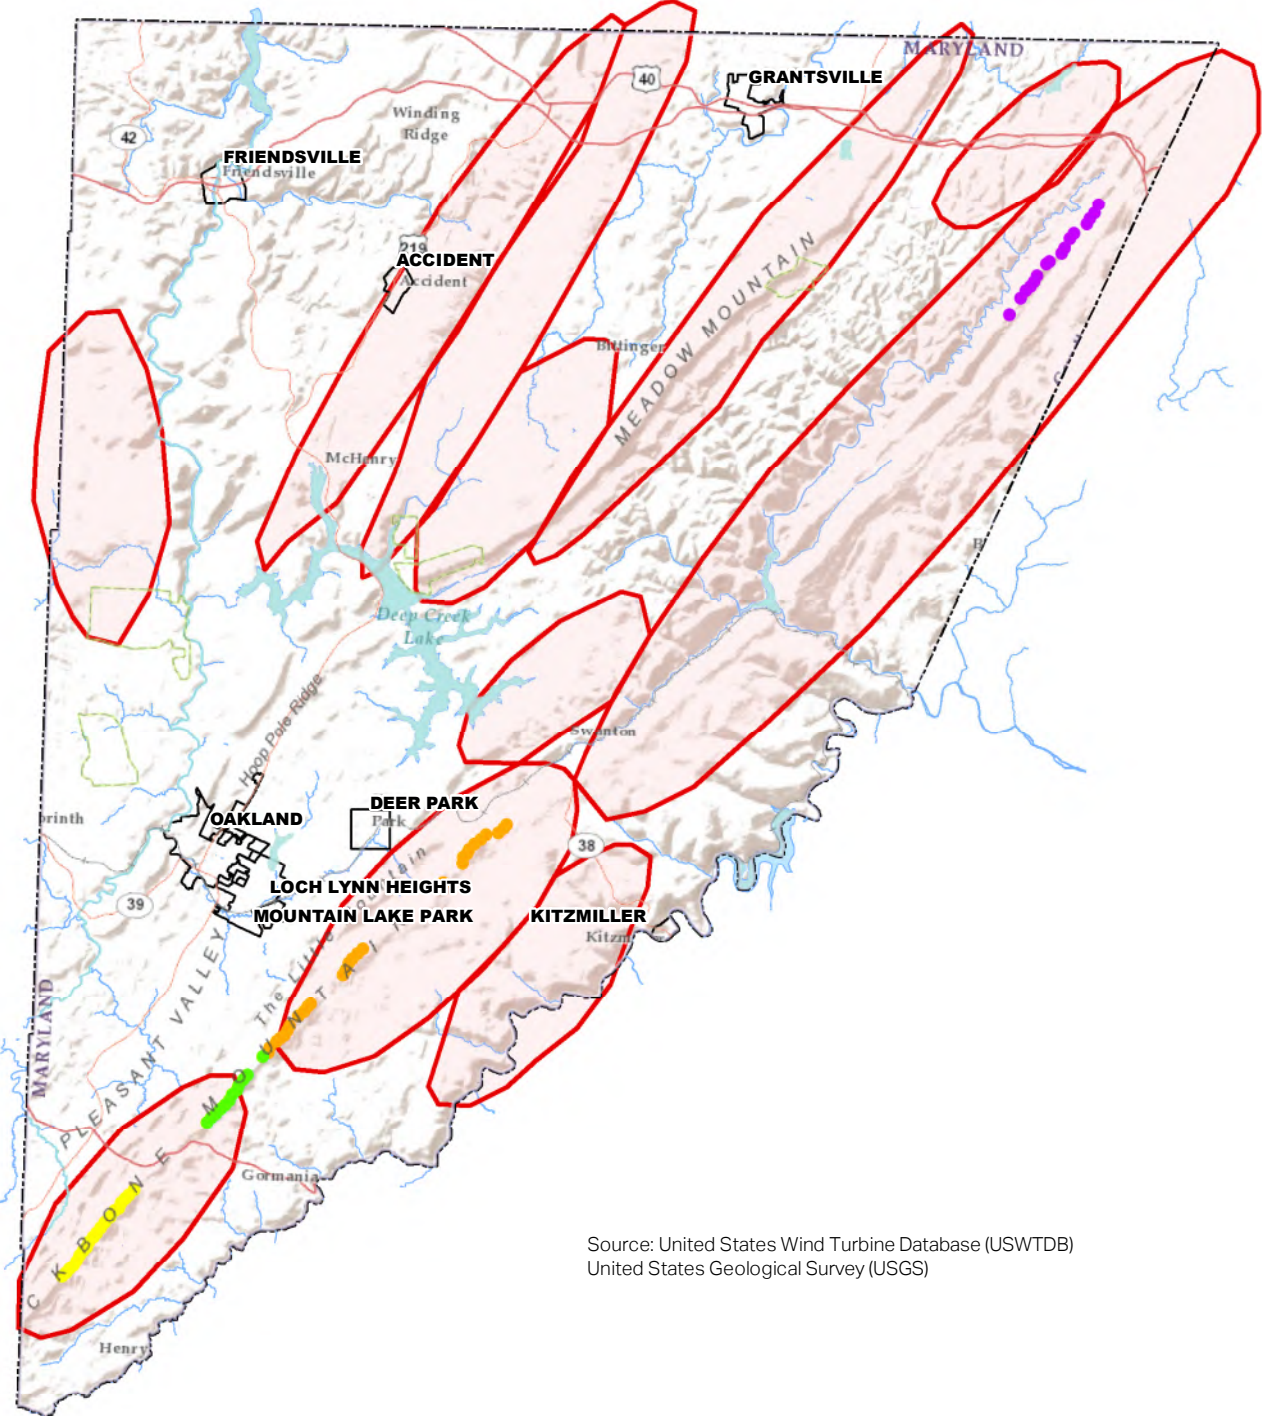 MARYLAND
40
GRANTSVILLE
Winding
Ridge
42
FRIENDSVILLE
Friendsville
219
ACCIDENT
Accident
Bittinger
MEADOW MOUNTAIN
McHenry
Deep Creek
Lake
Hoop Pole Ridge
Swanton
DEER PARK
Park
OAKLAND
38
LOCH LYNN HEIGHTS
39
MOUNTAIN LAKE PARK
KITZMILLER
The Little
PLEASANT VALLEY
MARYLAND
C K B O N E M O U N T A I
Gormania
Source: United States Wind Turbine Database (USWTDB)
United States Geological Survey (USGS)
Henry